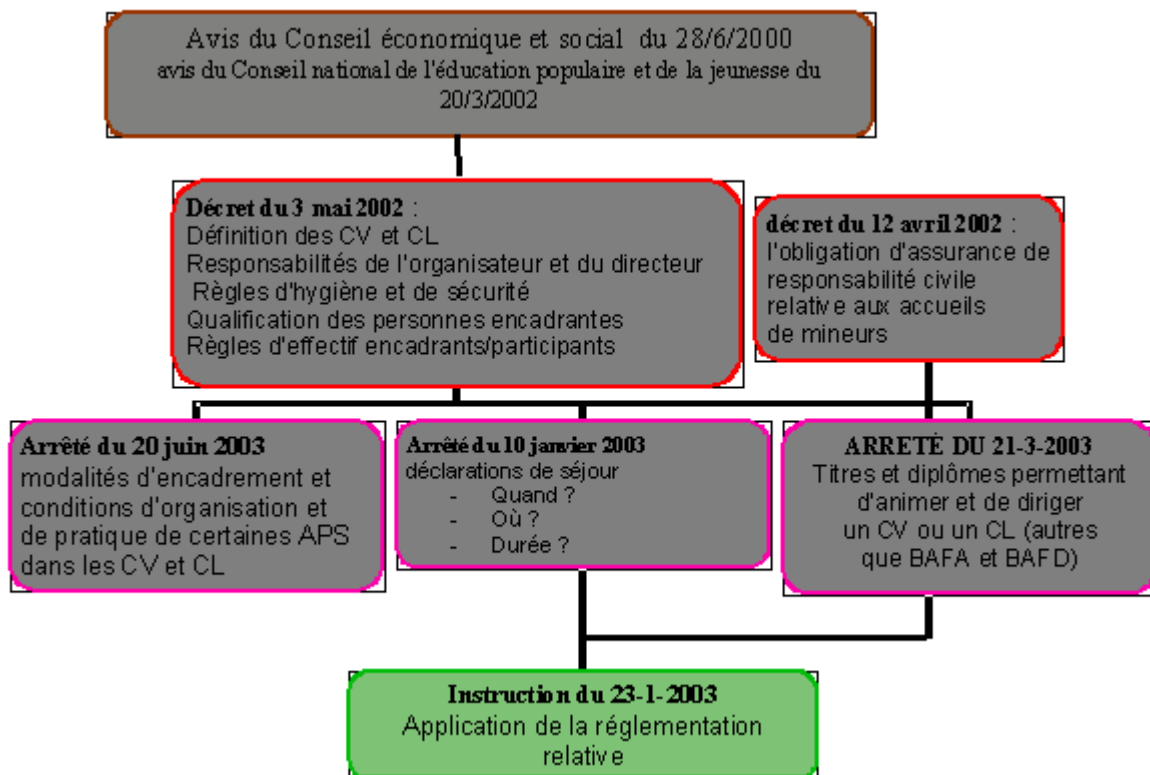 Avis du Conseil économique et social du 28/6/2000
avis du Conseil national de l'éducation populaire et de la jeunesse du
20/3/2002
Décret du 3 mai 2002 :
Définition des CV et CL
Responsabilités de l'organisateur et du directeur
Règles d'hygiène et de sécurité
Qualification des personnes encadrantes
Règles d'effectif encadrants/participants
décret du 12 avril 2002 :
l'obligation d'assurance de
responsabilité civile
relative aux accueils
de mineurs
Arrêté du 20 juin 2003
modalités d'encadrement et
conditions d'organisation et
de pratique de certaines APS
dans les CV et CL
Arrêté du 10 janvier 2003
déclarations de séjour
- Quand ?
- Où ?
- Durée ?
ARRETÉ DU 21-3-2003
Titres et diplômes permettant
d'animer et de diriger
un CV ou un CL (autres
que BAFA et BAFD)
Instruction du 23-1-2003
Application de la réglementation
relative